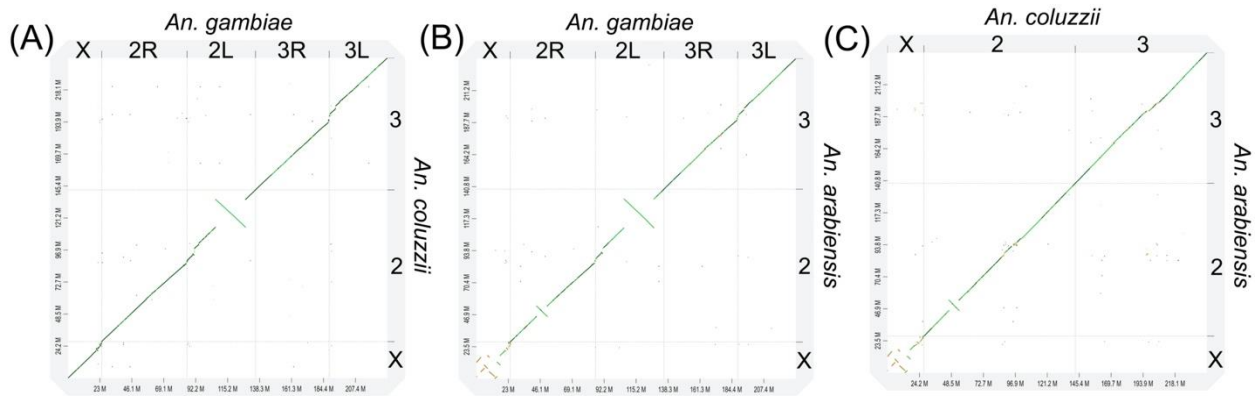 (A)
An. gambiae
X 2R 2L 3R 3L
218.1 M
193.9 M
169.7 M
145.4 M
121.2 M
96.9 M
72.7 M
48.5 M
24.2 M
3
2
X
An. coluzzii
23 M 46.1 M 69.1 M 92.2 M 115.2 M 138.3 M 161.3 M 184.4 M 207.4 M
(B)
An. gambiae
X 2R 2L 3R 3L
211.2 M
187.7 M
164.2 M
140.8 M
117.3 M
93.8 M
70.4 M
46.9 M
23.5 M
3
2
X
An. arabiensis
23 M 46.1 M 69.1 M 92.2 M 115.2 M 138.3 M 161.3 M 184.4 M 207.4 M
(C)
An. coluzzii
X 2 3
211.2 M
187.7 M
164.2 M
140.8 M
117.3 M
93.8 M
70.4 M
46.9 M
23.5 M
3
2
X
An. arabiensis
24.2 M 48.5 M 72.7 M 96.9 M 121.2 M 145.4 M 169.7 M 193.9 M 218.1 M